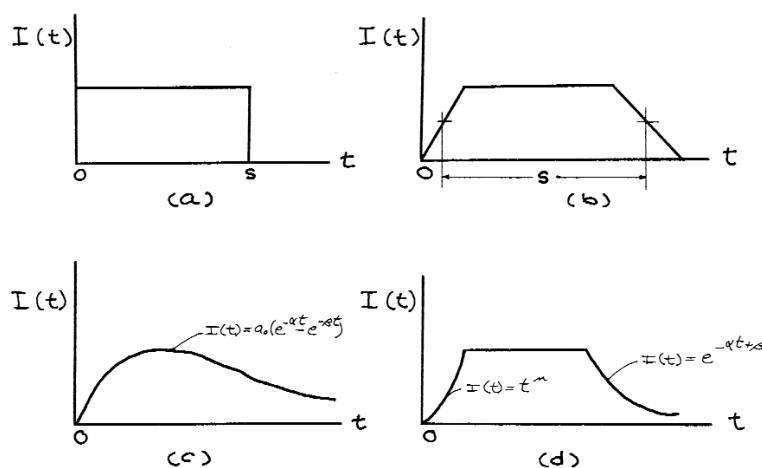 I(t)
t
0
s
(a)
I(t)
t
0
s
(b)
I(t)
I(t)=a₀(e^-αt-e^-βt)
t
0
(c)
I(t)
I(t)=t^n
I(t)=e^-αt+β
t
0
(d)